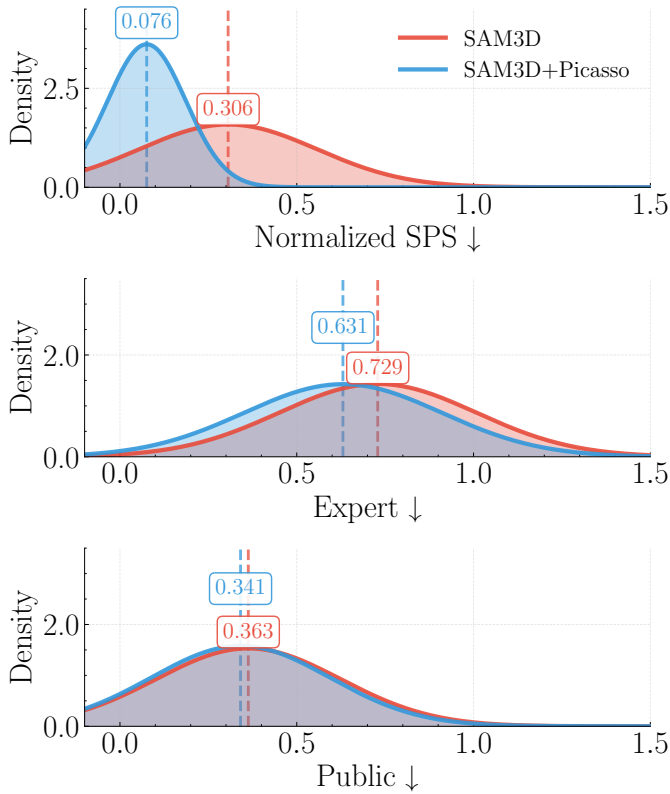 0.076
SAM3D
SAM3D+Picasso
0.306
Density
2.5
0.0
0.0 0.5 1.0 1.5
Normalized SPS ↓
0.631
0.729
Density
2.0
0.0
0.0 0.5 1.0 1.5
Expert ↓
0.341
0.363
Density
2.0
0.0
0.0 0.5 1.0 1.5
Public ↓